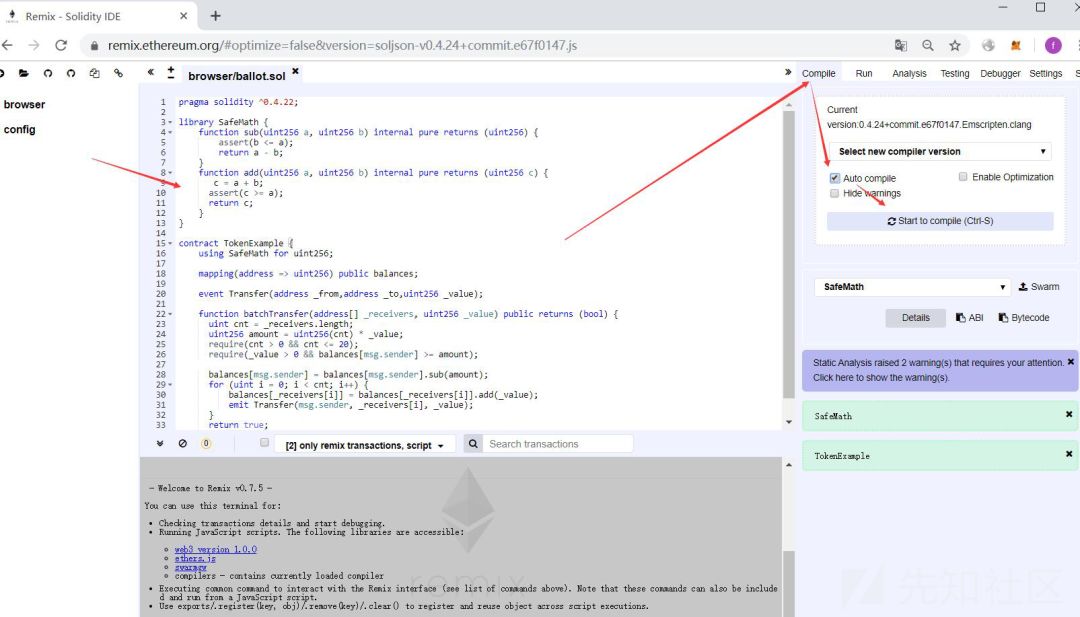 Remix - Solidity IDE
remix.ethereum.org/#optimize=false&version=soljson-v0.4.24+commit.e67f0147.js
browser/ballot.sol
Compile Run Analysis Testing Debugger Settings S
browser
config
1 pragma solidity ^0.4.22;
2
3 library SafeMath {
4 function sub(uint256 a, uint256 b) internal pure returns (uint256) {
5 assert(b <= a);
6 return a - b;
7 }
8 function add(uint256 a, uint256 b) internal pure returns (uint256 c) {
9 c = a + b;
10 assert(c >= a);
11 return c;
12 }
13 }
14
15 contract TokenExample {
16 using SafeMath for uint256;
17
18 mapping(address => uint256) public balances;
19
20 event Transfer(address _from,address _to,uint256 _value);
21
22 function batchTransfer(address[] _receivers, uint256 _value) public returns (bool) {
23 uint cnt = _receivers.length;
24 uint256 amount = uint256(cnt) * _value;
25 require(cnt > 0 && cnt <= 20);
26 require(_value > 0 && balances[msg.sender] >= amount);
27
28 balances[msg.sender] = balances[msg.sender].sub(amount);
29 for (uint i = 0; i < cnt; i++) {
30 balances[_receivers[i]] = balances[_receivers[i]].add(_value);
31 emit Transfer(msg.sender, _receivers[i], _value);
32 }
33 return true;
0
[2] only remix transactions, script
Search transactions
- Welcome to Remix v0.7.5 -
You can use this terminal for:
• Checking transactions details and start debugging.
• Running JavaScript scripts. The following libraries are accessible:
web3 version 1.0.0
ethers.js
swarmgw
compilers - contains currently loaded compiler
• Executing common command to interact with the Remix interface (see list of commands above). Note that these commands can also be include
d and run from a JavaScript script.
• Use exports/.register(key, obj)/.remove(key)/.clear() to register and reuse object across script executions.
remix
Current
version:0.4.24+commit.e67f0147.Emscripten.clang
Select new compiler version
Auto compile
Enable Optimization
Hide warnings
Start to compile (Ctrl-S)
SafeMath
Swarm
Details
ABI
Bytecode
Static Analysis raised 2 warning(s) that requires your attention.
Click here to show the warning(s).
SafeMath
TokenExample
先知社区
f